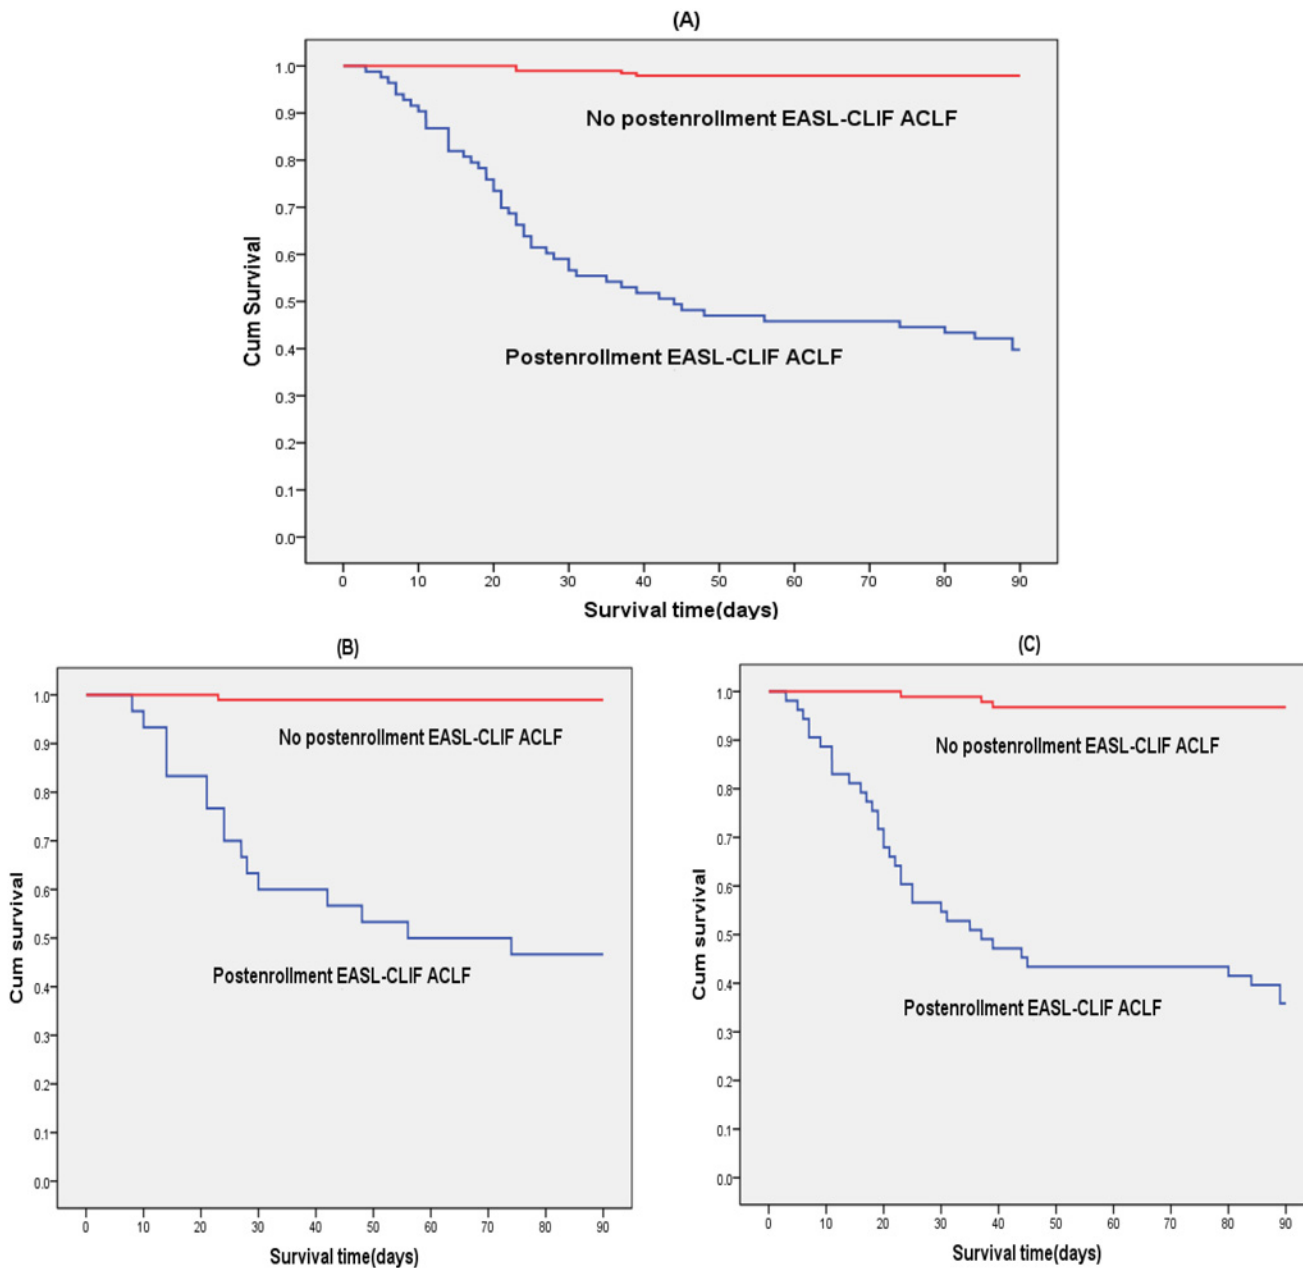 (A)
1.0
0.9
0.8
0.7
0.6
0.5
0.4
0.3
0.2
0.1
0.0
Cum Survival
No postenrollment EASL-CLIF ACLF
Postenrollment EASL-CLIF ACLF
0 10 20 30 40 50 60 70 80 90
Survival time(days)
(B)
1.0
0.9
0.8
0.7
0.6
0.5
0.4
0.3
0.2
0.1
0.0
Cum survival
No postenrollment EASL-CLIF ACLF
Postenrollment EASL-CLIF ACLF
0 10 20 30 40 50 60 70 80 90
Survival time(days)
(C)
1.0
0.9
0.8
0.7
0.6
0.5
0.4
0.3
0.2
0.1
0.0
Cum survival
No postenrollment EASL-CLIF ACLF
Postenrollment EASL-CLIF ACLF
0 10 20 30 40 50 60 70 80 90
Survival time(days)